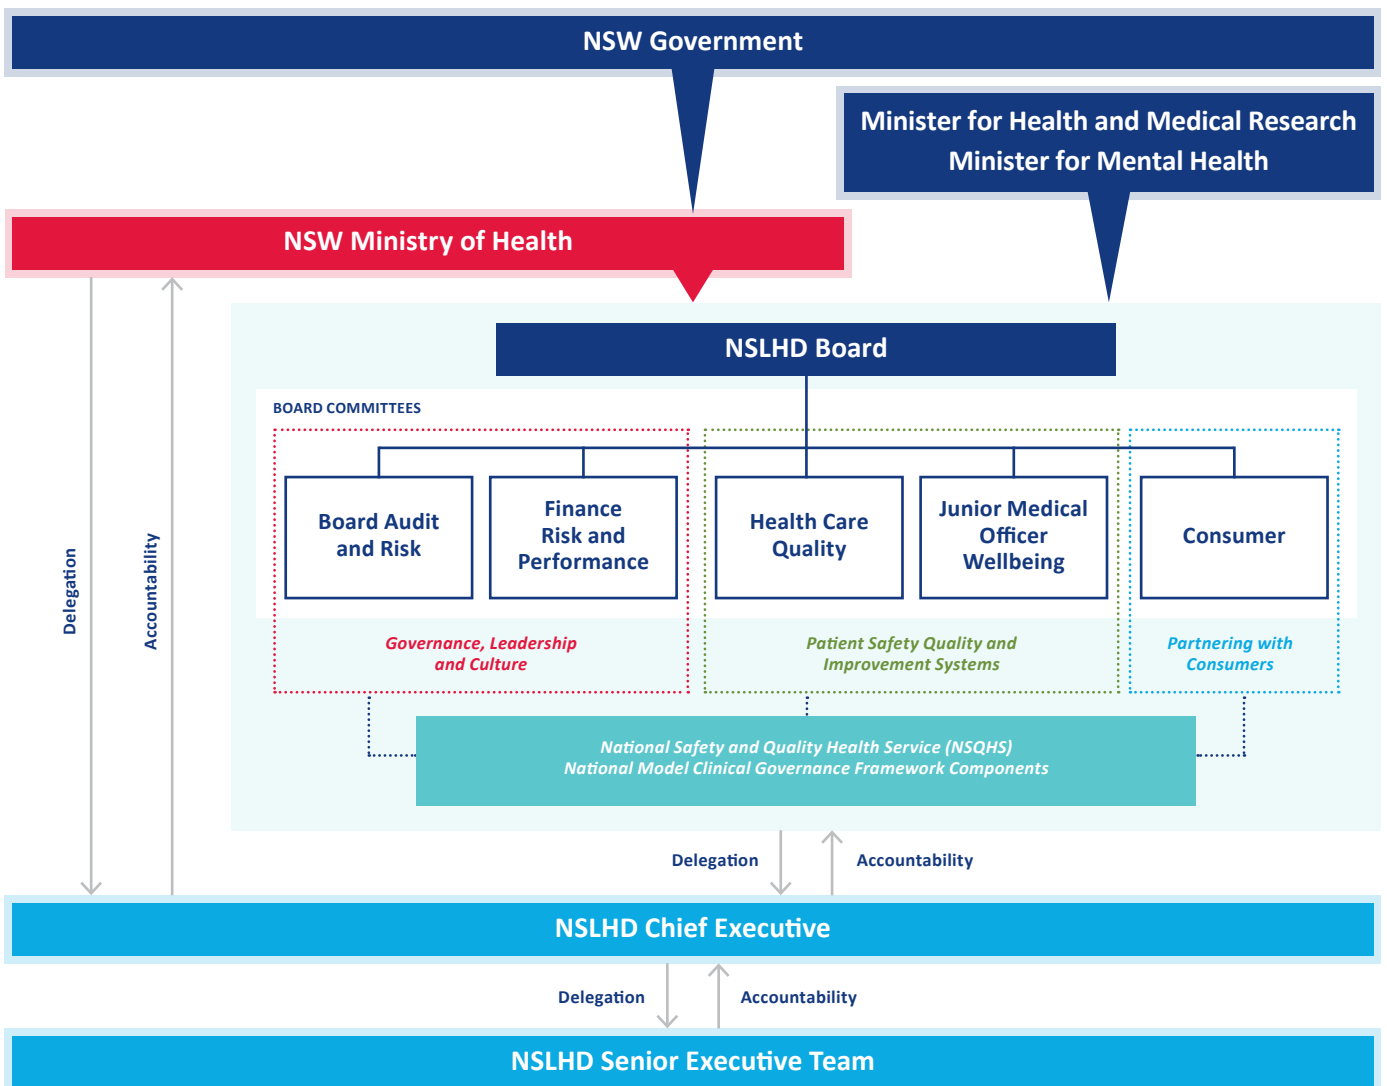 NSW Government
Minister for Health and Medical Research
Minister for Mental Health
NSW Ministry of Health
NSLHD Board
BOARD COMMITTEES
Board Audit
and Risk
Finance
Risk and
Performance
Health Care
Quality
Junior Medical
Officer
Wellbeing
Consumer
Governance, Leadership
and Culture
Patient Safety Quality and
Improvement Systems
Partnering with
Consumers
National Safety and Quality Health Service (NSQHS)
National Model Clinical Governance Framework Components
Delegation
Accountability
Delegation
Accountability
NSLHD Chief Executive
Delegation
Accountability
NSLHD Senior Executive Team